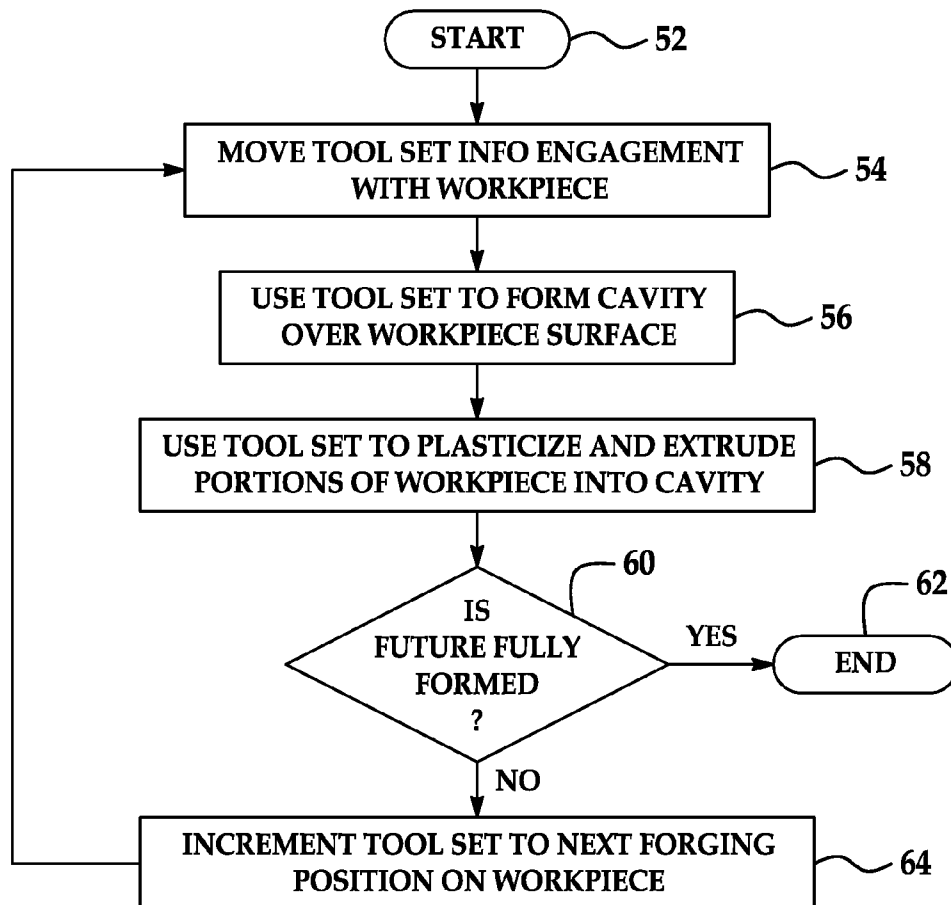 START
52
MOVE TOOL SET INFO ENGAGEMENT
WITH WORKPIECE
54
USE TOOL SET TO FORM CAVITY
OVER WORKPIECE SURFACE
56
USE TOOL SET TO PLASTICIZE AND EXTRUDE
PORTIONS OF WORKPIECE INTO CAVITY
58
60
IS
FUTURE FULLY
FORMED
?
YES
62
END
NO
INCREMENT TOOL SET TO NEXT FORGING
POSITION ON WORKPIECE
64